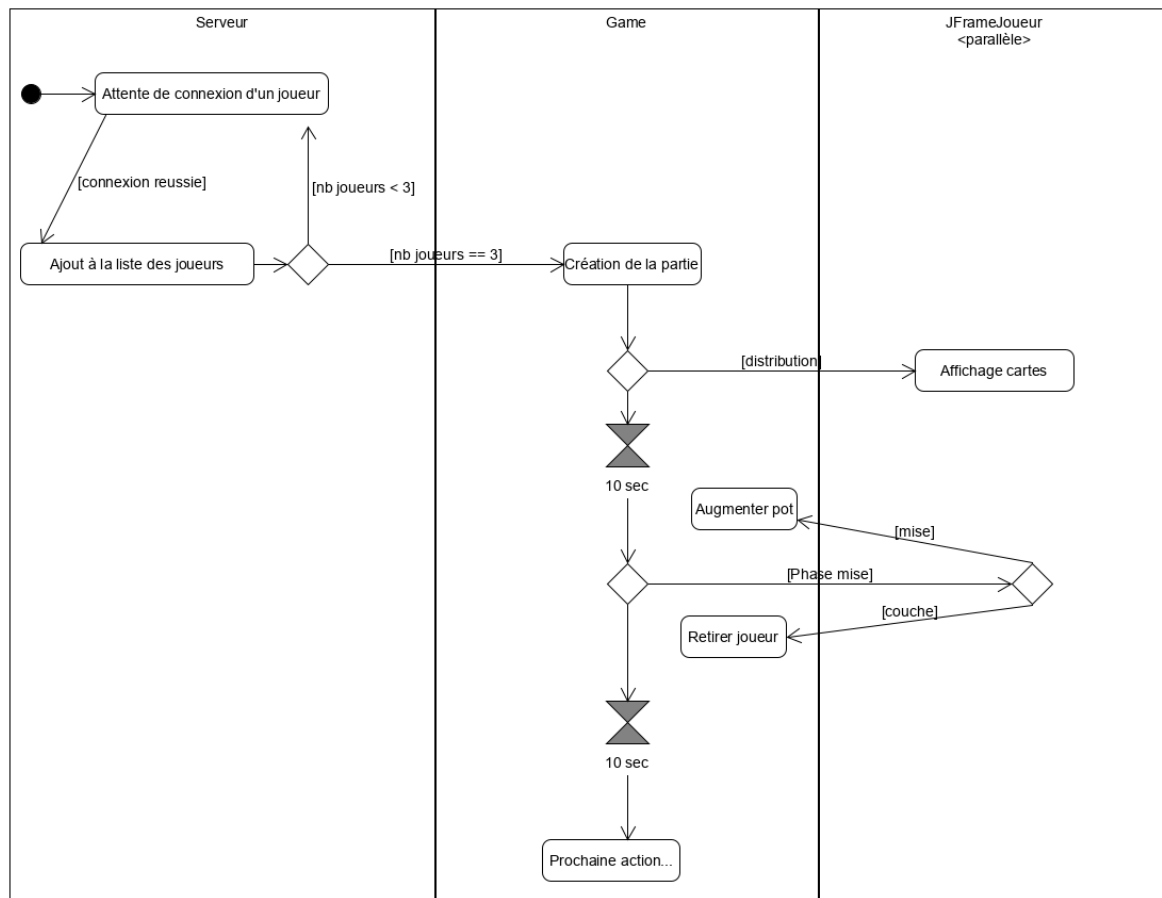 Serveur
Game
JFrameJoueur
<parallèle>
Attente de connexion d'un joueur
[connexion reussie]
[nb joueurs < 3]
Ajout à la liste des joueurs
[nb joueurs == 3]
Création de la partie
[distribution]
Affichage cartes
10 sec
Augmenter pot
[mise]
[Phase mise]
[couche]
Retirer joueur
10 sec
Prochaine action...